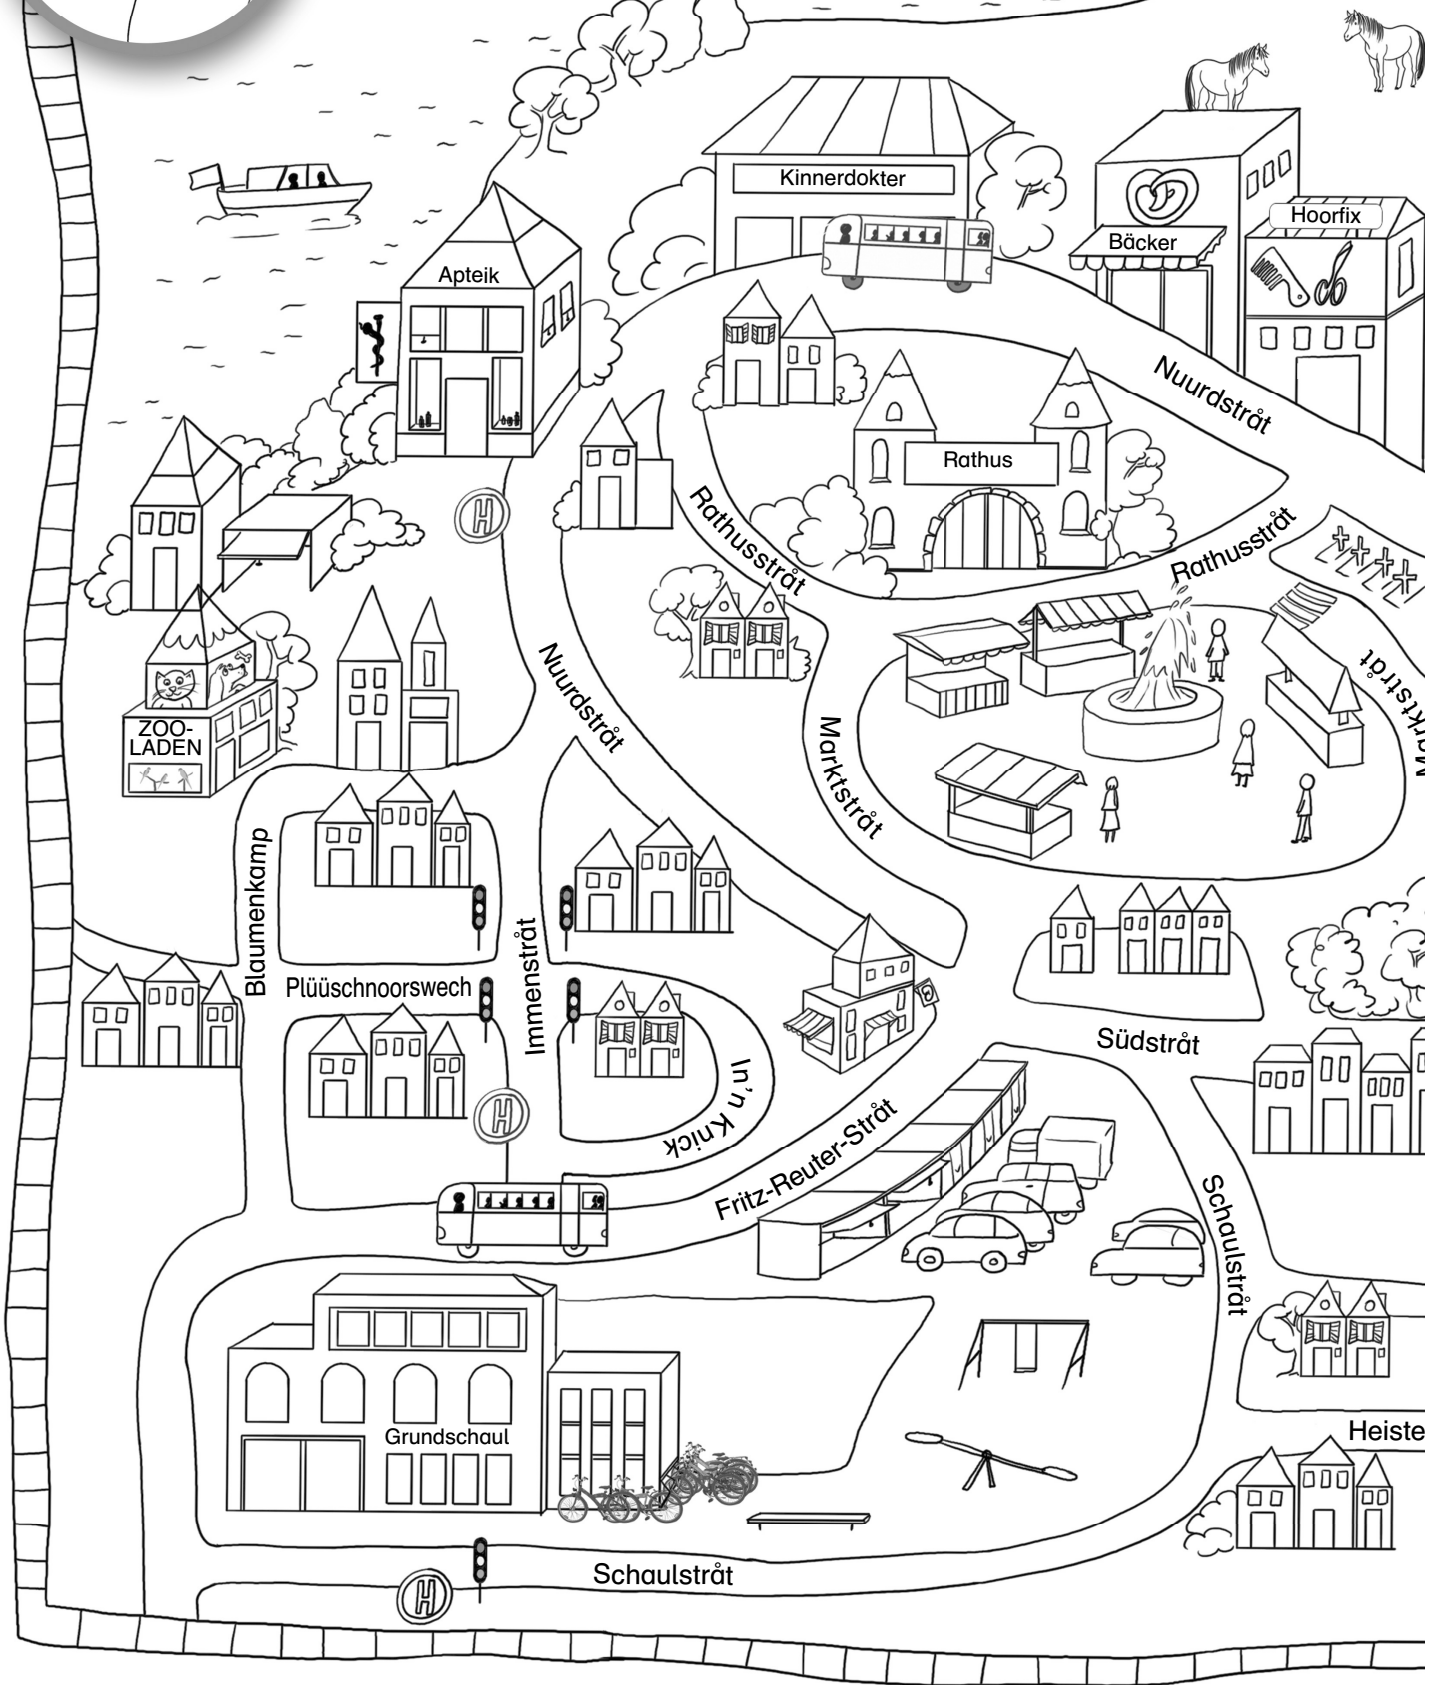 Kinnerdokter
Hoorfix
Bäcker
Apteik
Nuurdstråt
Rathus
H
Rathusstråt
Rathusstråt
Marktstråt
Nuurdstråt
Marktstråt
ZOO-
LADEN
Blaumenkamp
Immenstråt
Plüüschnoorswech
Südstråt
In'n Knick
H
Fritz-Reuter-Stråt
Schaulstråt
Heiste
Grundschaul
Schaulstråt
H